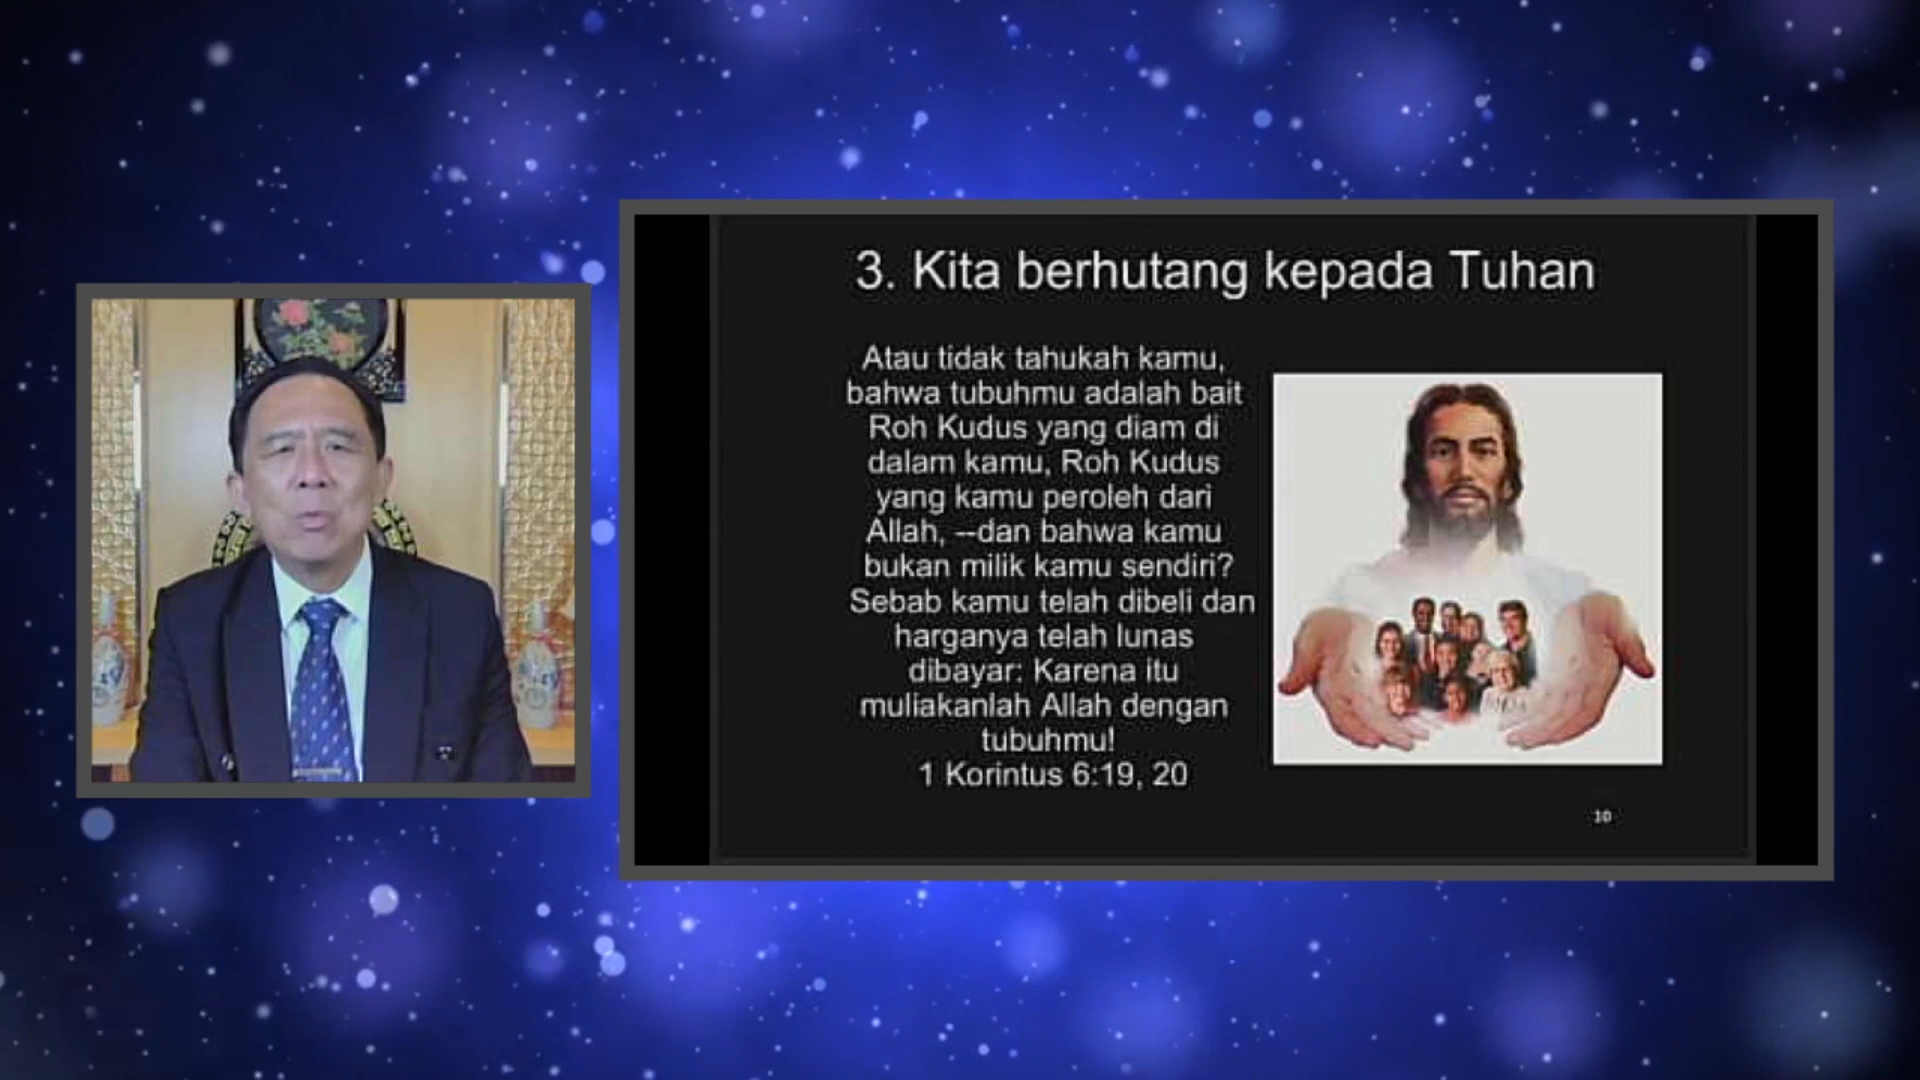 3. Kita berhutang kepada Tuhan
Atau tidak tahukah kamu,
bahwa tubuhmu adalah bait
Roh Kudus yang diam di
dalam kamu, Roh Kudus
yang kamu peroleh dari
Allah, --dan bahwa kamu
bukan milik kamu sendiri?
Sebab kamu telah dibeli dan
harganya telah lunas
dibayar: Karena itu
muliakanlah Allah dengan
tubuhmu!
1 Korintus 6:19, 20
10